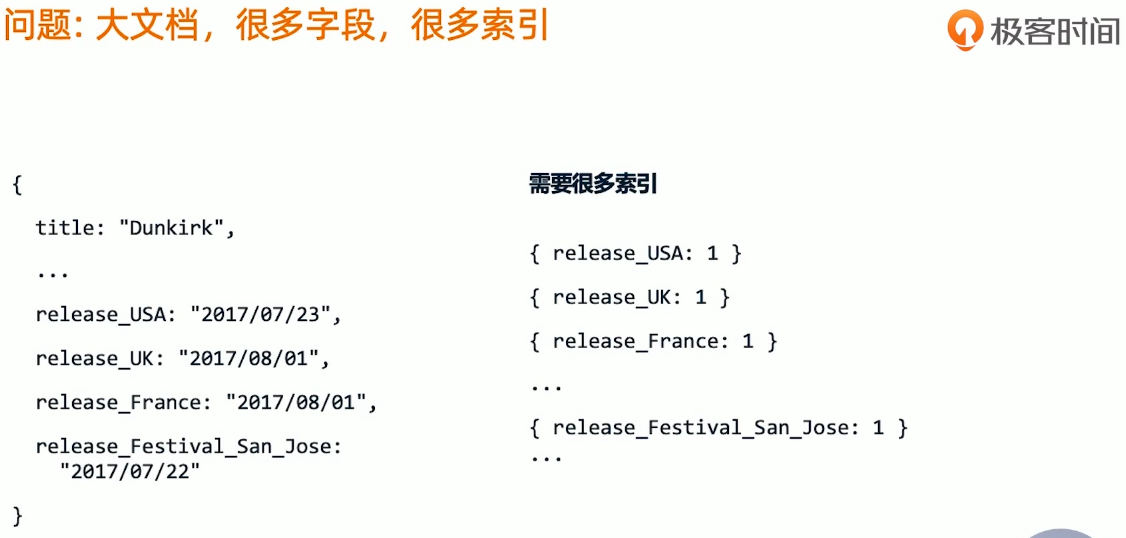 问题: 大文档，很多字段，很多索引
极客时间
{
title: "Dunkirk",
...
release_USA: "2017/07/23",
release_UK: "2017/08/01",
release_France: "2017/08/01",
release_Festival_San_Jose:
"2017/07/22"
}
需要很多索引
{ release_USA: 1 }
{ release_UK: 1 }
{ release_France: 1 }
...
{ release_Festival_San_Jose: 1 }
...